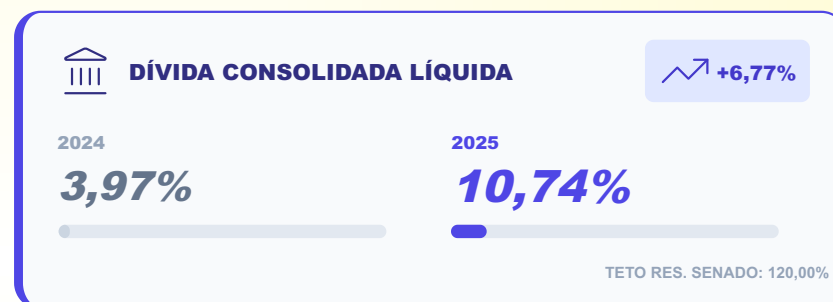 DÍVIDA CONSOLIDADA LÍQUIDA
+6,77%
2024
3,97%
2025
10,74%
TETO RES. SENADO: 120,00%